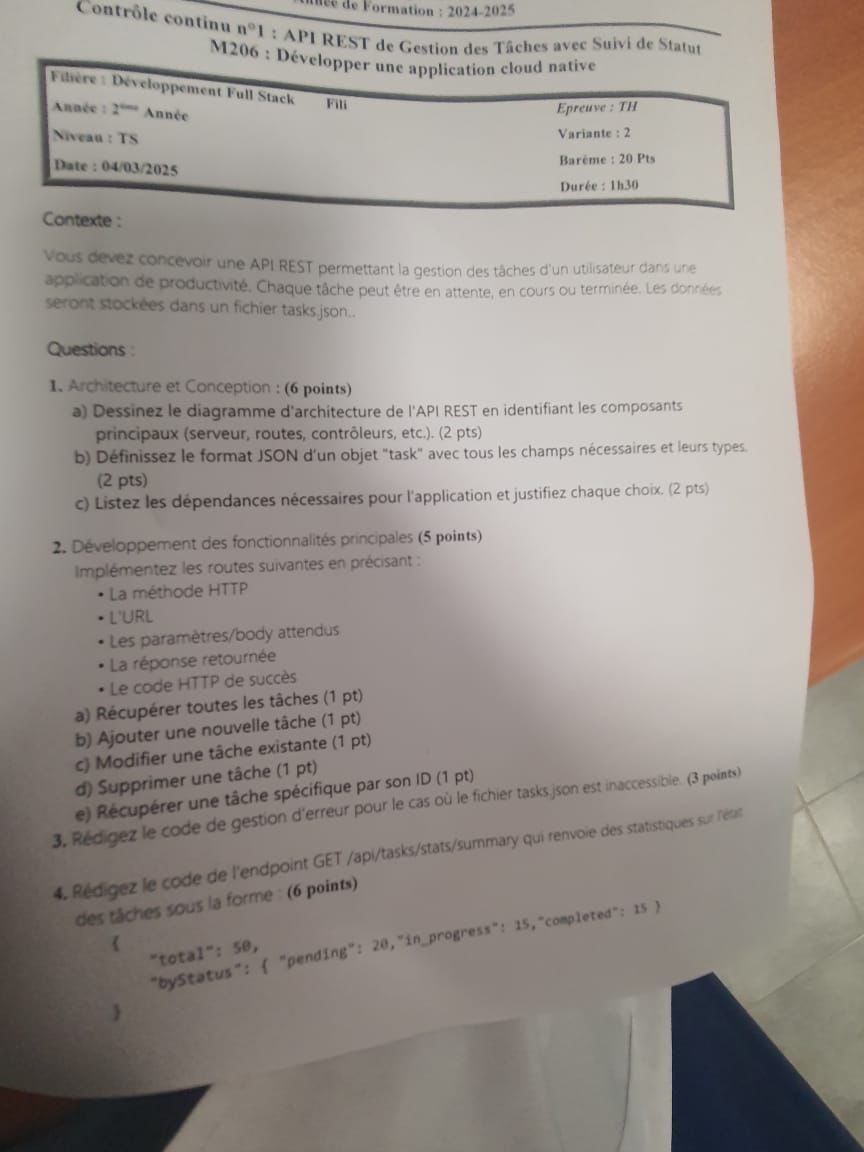 Année de Formation : 2024-2025
Contrôle continu n°1 : API REST de Gestion des Tâches avec Suivi de Statut
M206 : Développer une application cloud native
Filière : Développement Full Stack Fili
Epreuve : TH
Année : 2ème Année
Variante : 2
Niveau : TS
Barème : 20 Pts
Date : 04/03/2025
Durée : 1h30
Contexte :
Vous devez concevoir une API REST permettant la gestion des tâches d'un utilisateur dans une
application de productivité. Chaque tâche peut être en attente, en cours ou terminée. Les données
seront stockées dans un fichier tasks.json..
Questions :
1. Architecture et Conception : (6 points)
a) Dessinez le diagramme d'architecture de l'API REST en identifiant les composants
principaux (serveur, routes, contrôleurs, etc.). (2 pts)
b) Définissez le format JSON d'un objet "task" avec tous les champs nécessaires et leurs types.
(2 pts)
c) Listez les dépendances nécessaires pour l'application et justifiez chaque choix. (2 pts)
2. Développement des fonctionnalités principales (5 points)
Implémentez les routes suivantes en précisant :
• La méthode HTTP
• L'URL
• Les paramètres/body attendus
• La réponse retournée
• Le code HTTP de succès
a) Récupérer toutes les tâches (1 pt)
b) Ajouter une nouvelle tâche (1 pt)
c) Modifier une tâche existante (1 pt)
d) Supprimer une tâche (1 pt)
e) Récupérer une tâche spécifique par son ID (1 pt)
3. Rédigez le code de gestion d'erreur pour le cas où le fichier tasks.json est inaccessible. (3 points)
4. Rédigez le code de l'endpoint GET /api/tasks/stats/summary qui renvoie des statistiques sur l'état
des tâches sous la forme : (6 points)
{
"total": 50,
"byStatus": { "pending": 20,"in_progress": 15,"completed": 15 }
}